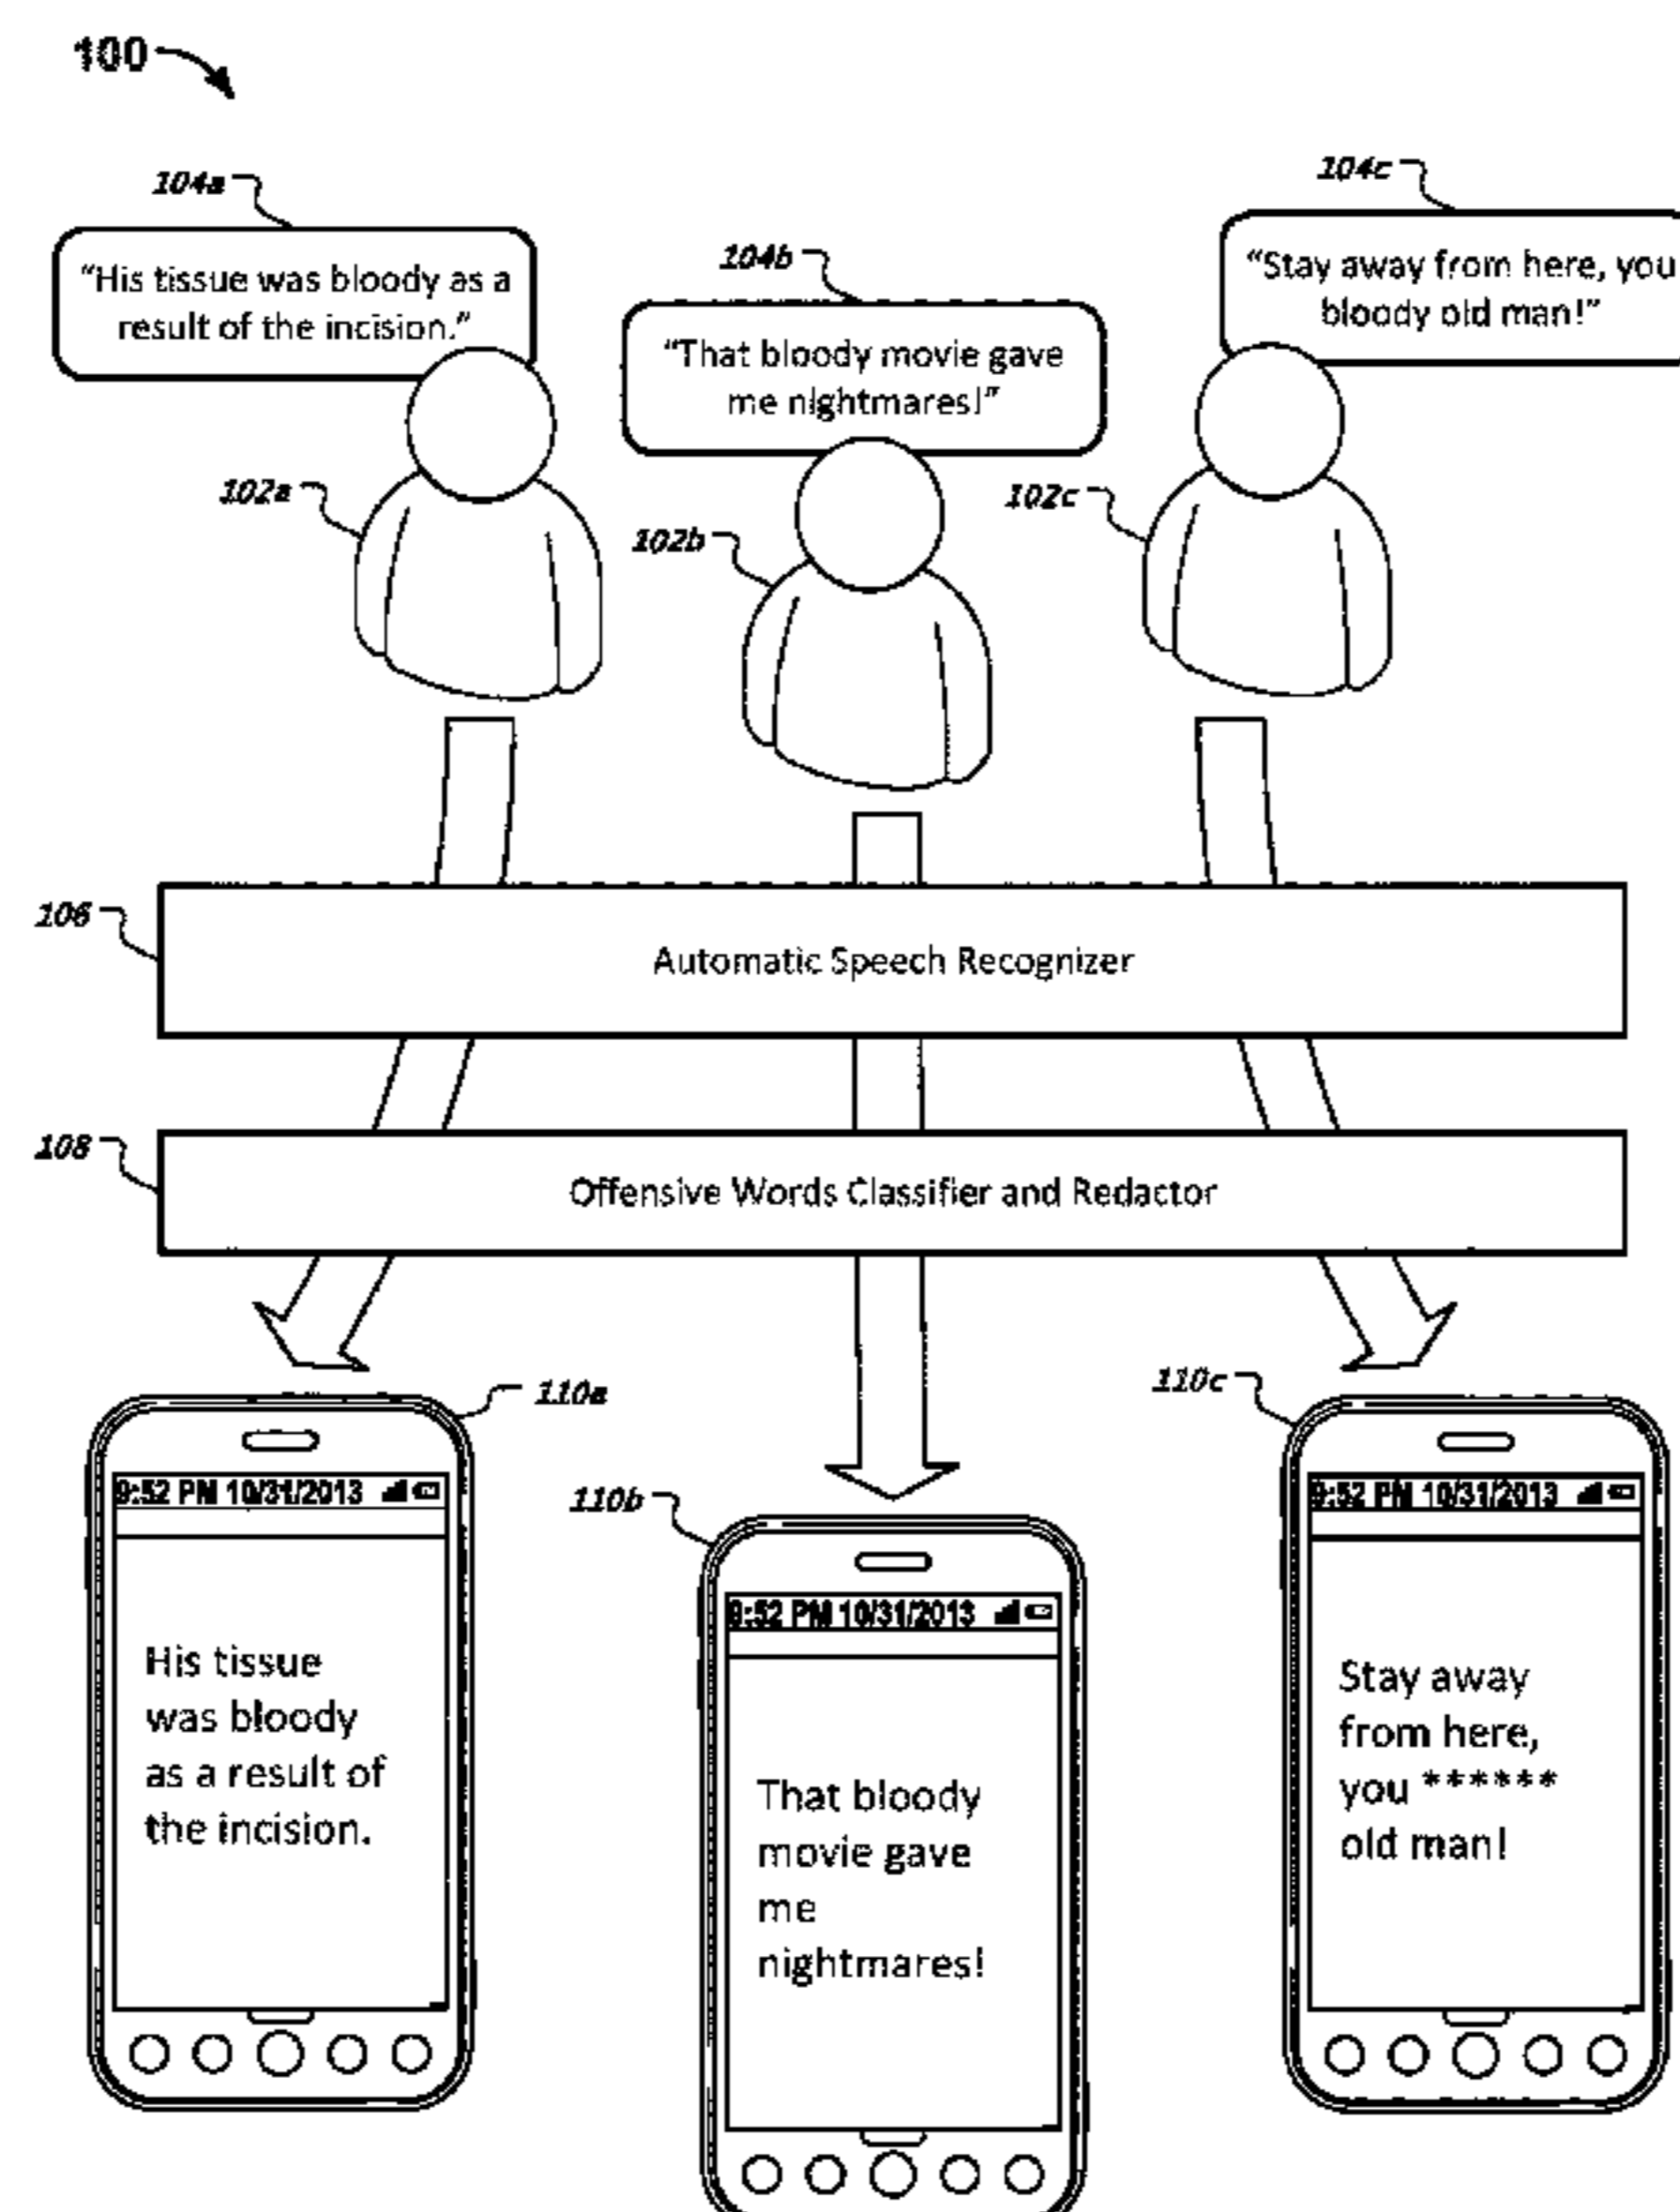 100
104a
"His tissue was bloody as a
result of the incision."
104b
"That bloody movie gave
me nightmares!"
104c
"Stay away from here, you
bloody old man!"
102a
102b
102c
106
Automatic Speech Recognizer
108
Offensive Words Classifier and Redactor
110a
9:52 PM 10/31/2013
His tissue
was bloody
as a result of
the incision.
110b
9:52 PM 10/31/2013
That bloody
movie gave
me
nightmares!
110c
9:52 PM 10/31/2013
Stay away
from here,
you ******
old man!